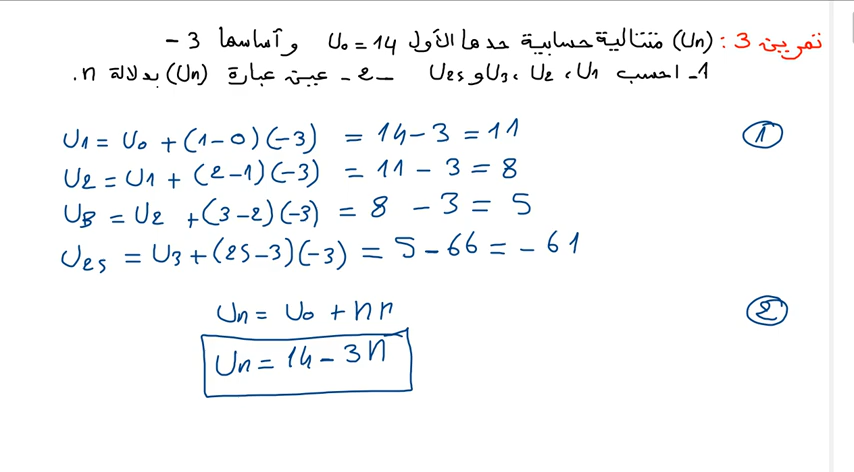 تمرين 3 : (Un) متتالية حسابية حدها الأول U₀ = 14 وأساسها 3 -
1- احسب U1 ، U2 ، U3 و U25 -2- عين عبارة (Un) بدلالة n.
①
U1 = U₀ + (1-0)(-3) = 14-3 = 11
U2 = U1 + (2-1)(-3) = 11 - 3 = 8
U3 = U2 + (3-2)(-3) = 8 - 3 = 5
U25 = U3 + (25-3)(-3) = 5 - 66 = - 61
②
Un = U₀ + nr
Un = 14 - 3n